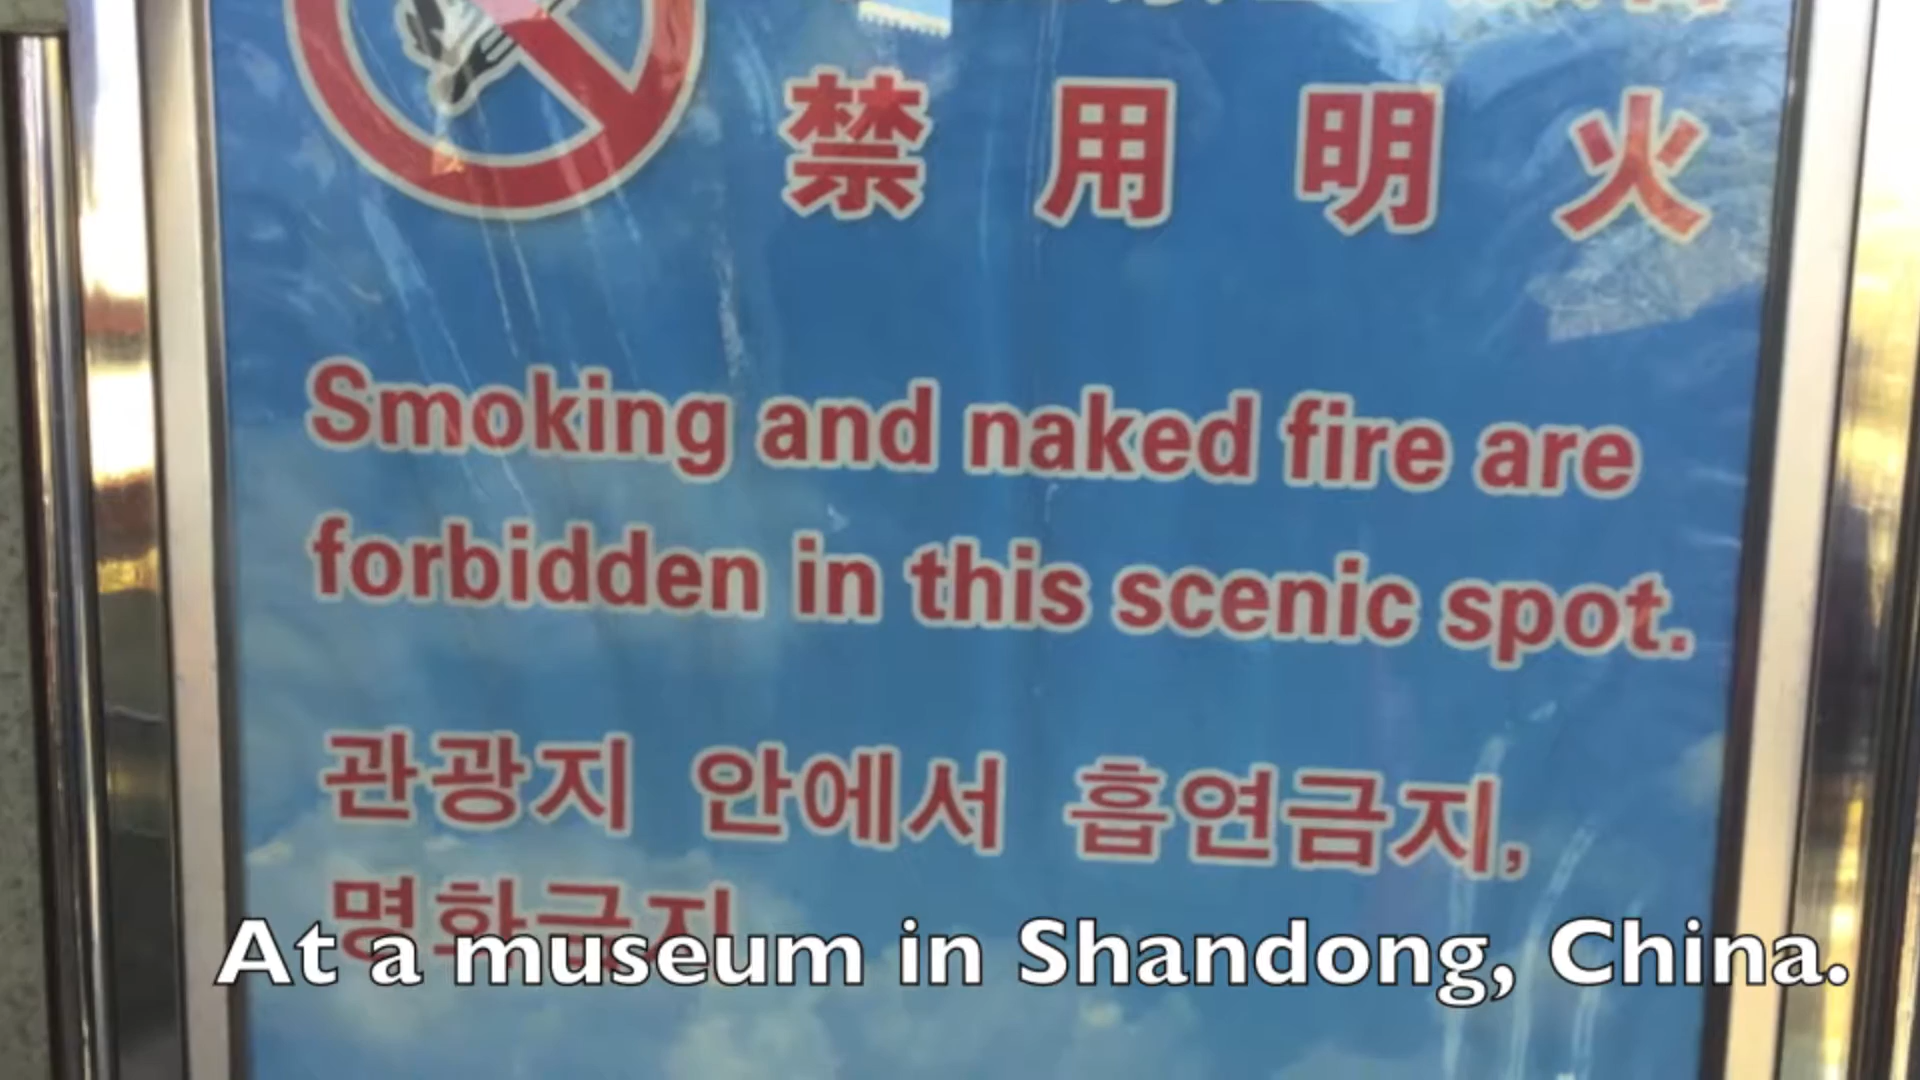 禁用明火
Smoking and naked fire are
forbidden in this scenic spot.
관광지 안에서 흡연금지,
명화금지
At a museum in Shandong, China.